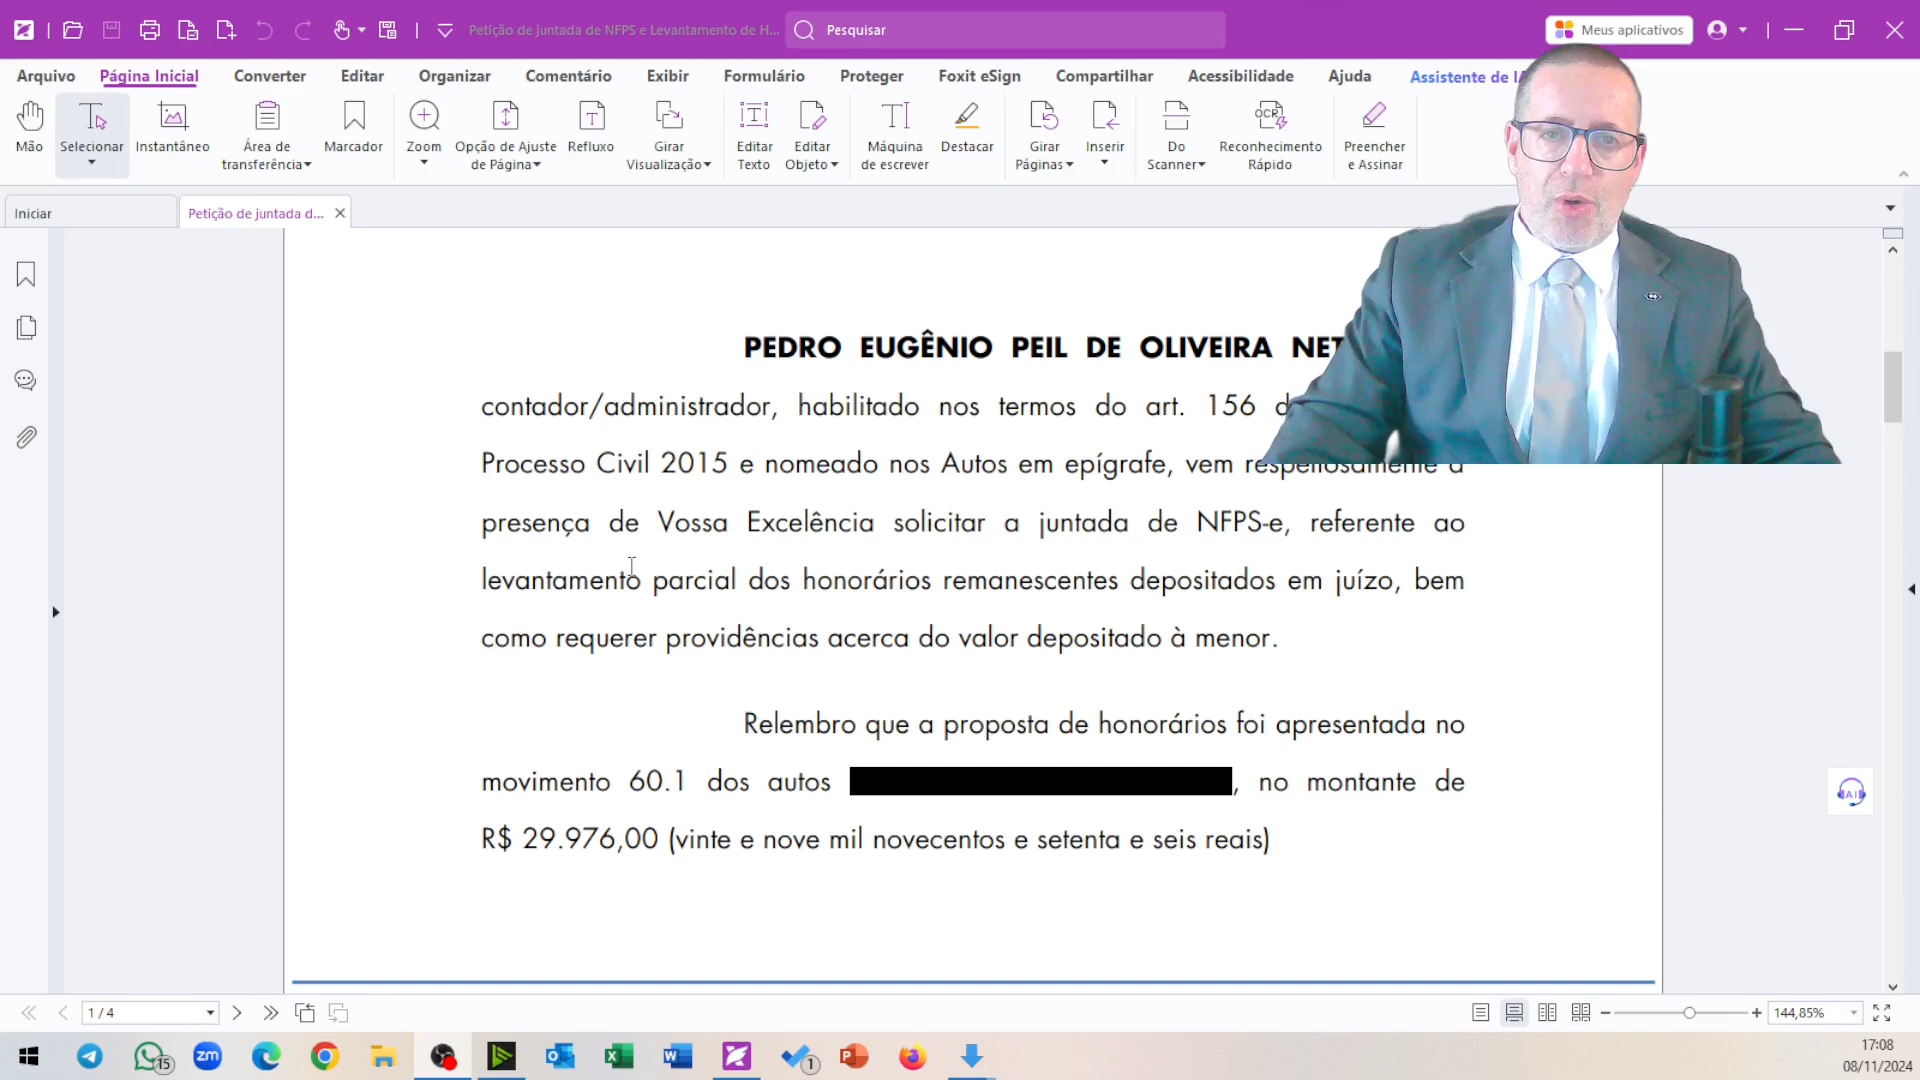 Petição de juntada de NFPS e Levantamento de H...
Pesquisar
Meus aplicativos
Arquivo
Página Inicial
Converter
Editar
Organizar
Comentário
Exibir
Formulário
Proteger
Foxit eSign
Compartilhar
Acessibilidade
Ajuda
Assistente de
Mão
Selecionar
Instantâneo
Área de
transferência
Marcador
Zoom
Opção de Ajuste
de Página
Refluxo
Girar
Visualização
Editar
Texto
Editar
Objeto
Máquina
de escrever
Destacar
Girar
Páginas
Inserir
Do
Scanner
OCR
Reconhecimento
Rápido
Preencher
e Assinar
Iniciar
Petição de juntada d...
PEDRO EUGÊNIO PEIL DE OLIVEIRA
contador/administrador, habilitado nos termos do art. 156
Processo Civil 2015 e nomeado nos Autos em epígrafe, vem respeitosamente
presença de Vossa Excelência solicitar a juntada de NFPS-e, referente ao
levantamento parcial dos honorários remanescentes depositados em juízo, bem
como requerer providências acerca do valor depositado à menor.
Relembro que a proposta de honorários foi apresentada no
movimento 60.1 dos autos , no montante de
R$ 29.976,00 (vinte e nove mil novecentos e setenta e seis reais)
AI
1 / 4
144,85%
15
zm
1
17:08
08/11/2024